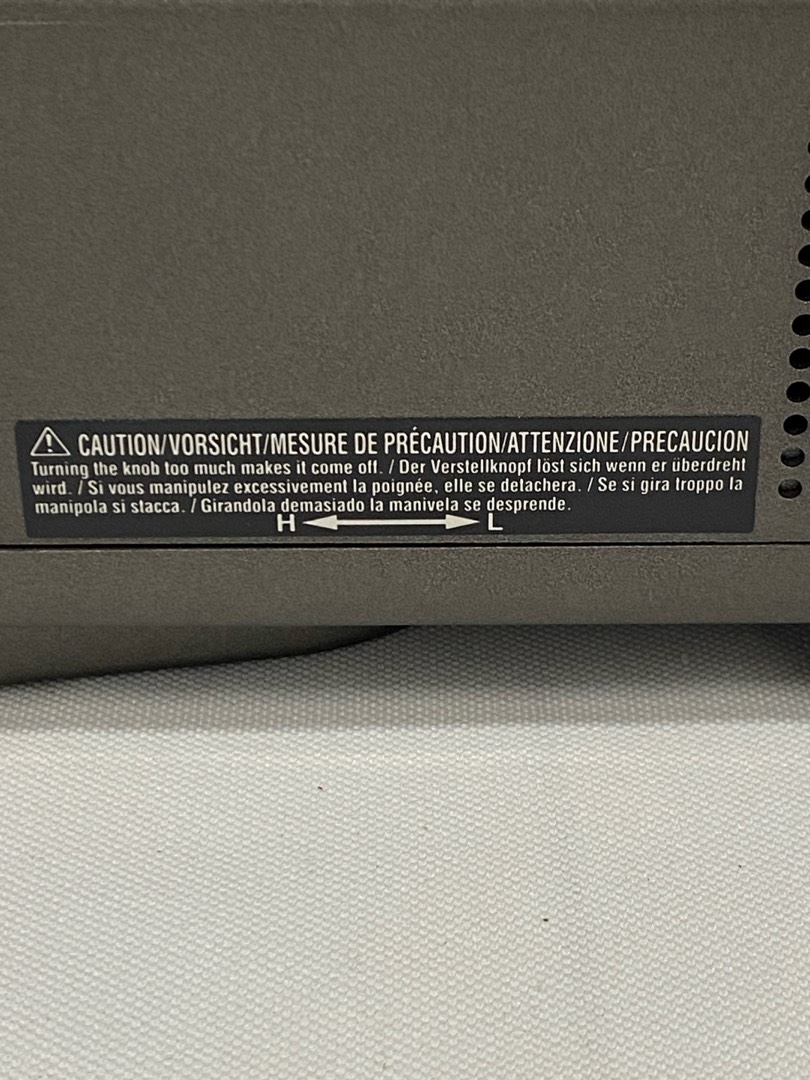 CAUTION/VORSICHT/MESURE DE PRÉCAUTION/ATTENZIONE/PRECAUCION
Turning the knob too much makes it come off. / Der Verstellknopf löst sich wenn er überdreht
wird. / Si vous manipulez excessivement la poignée, elle se detachera. / Se si gira troppo la
manipola si stacca. / Girandola demasiado la manivela se desprende.
H L